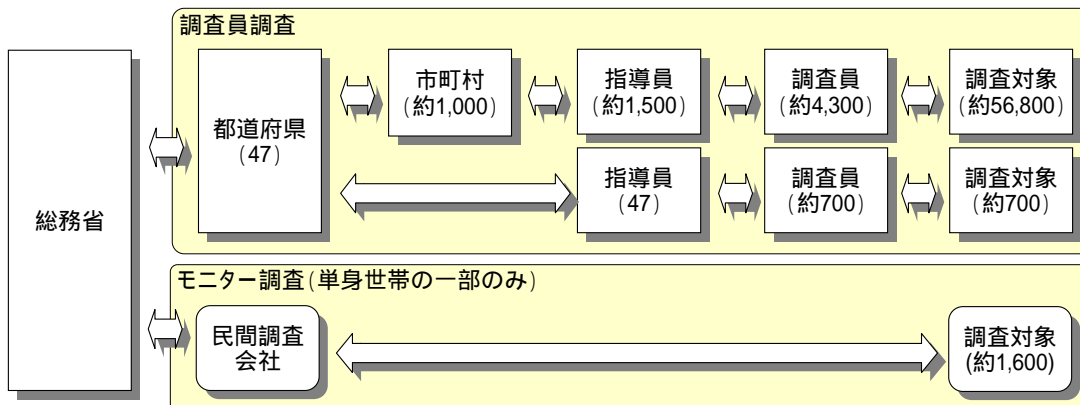 調査員調査
総務省
都道府県
(47)
市町村
(約1,000)
指導員
(約1,500)
調査員
(約4,300)
調査対象
(約56,800)
指導員
(47)
調査員
(約700)
調査対象
(約700)
モニター調査(単身世帯の一部のみ)
民間調査
会社
調査対象
(約1,600)